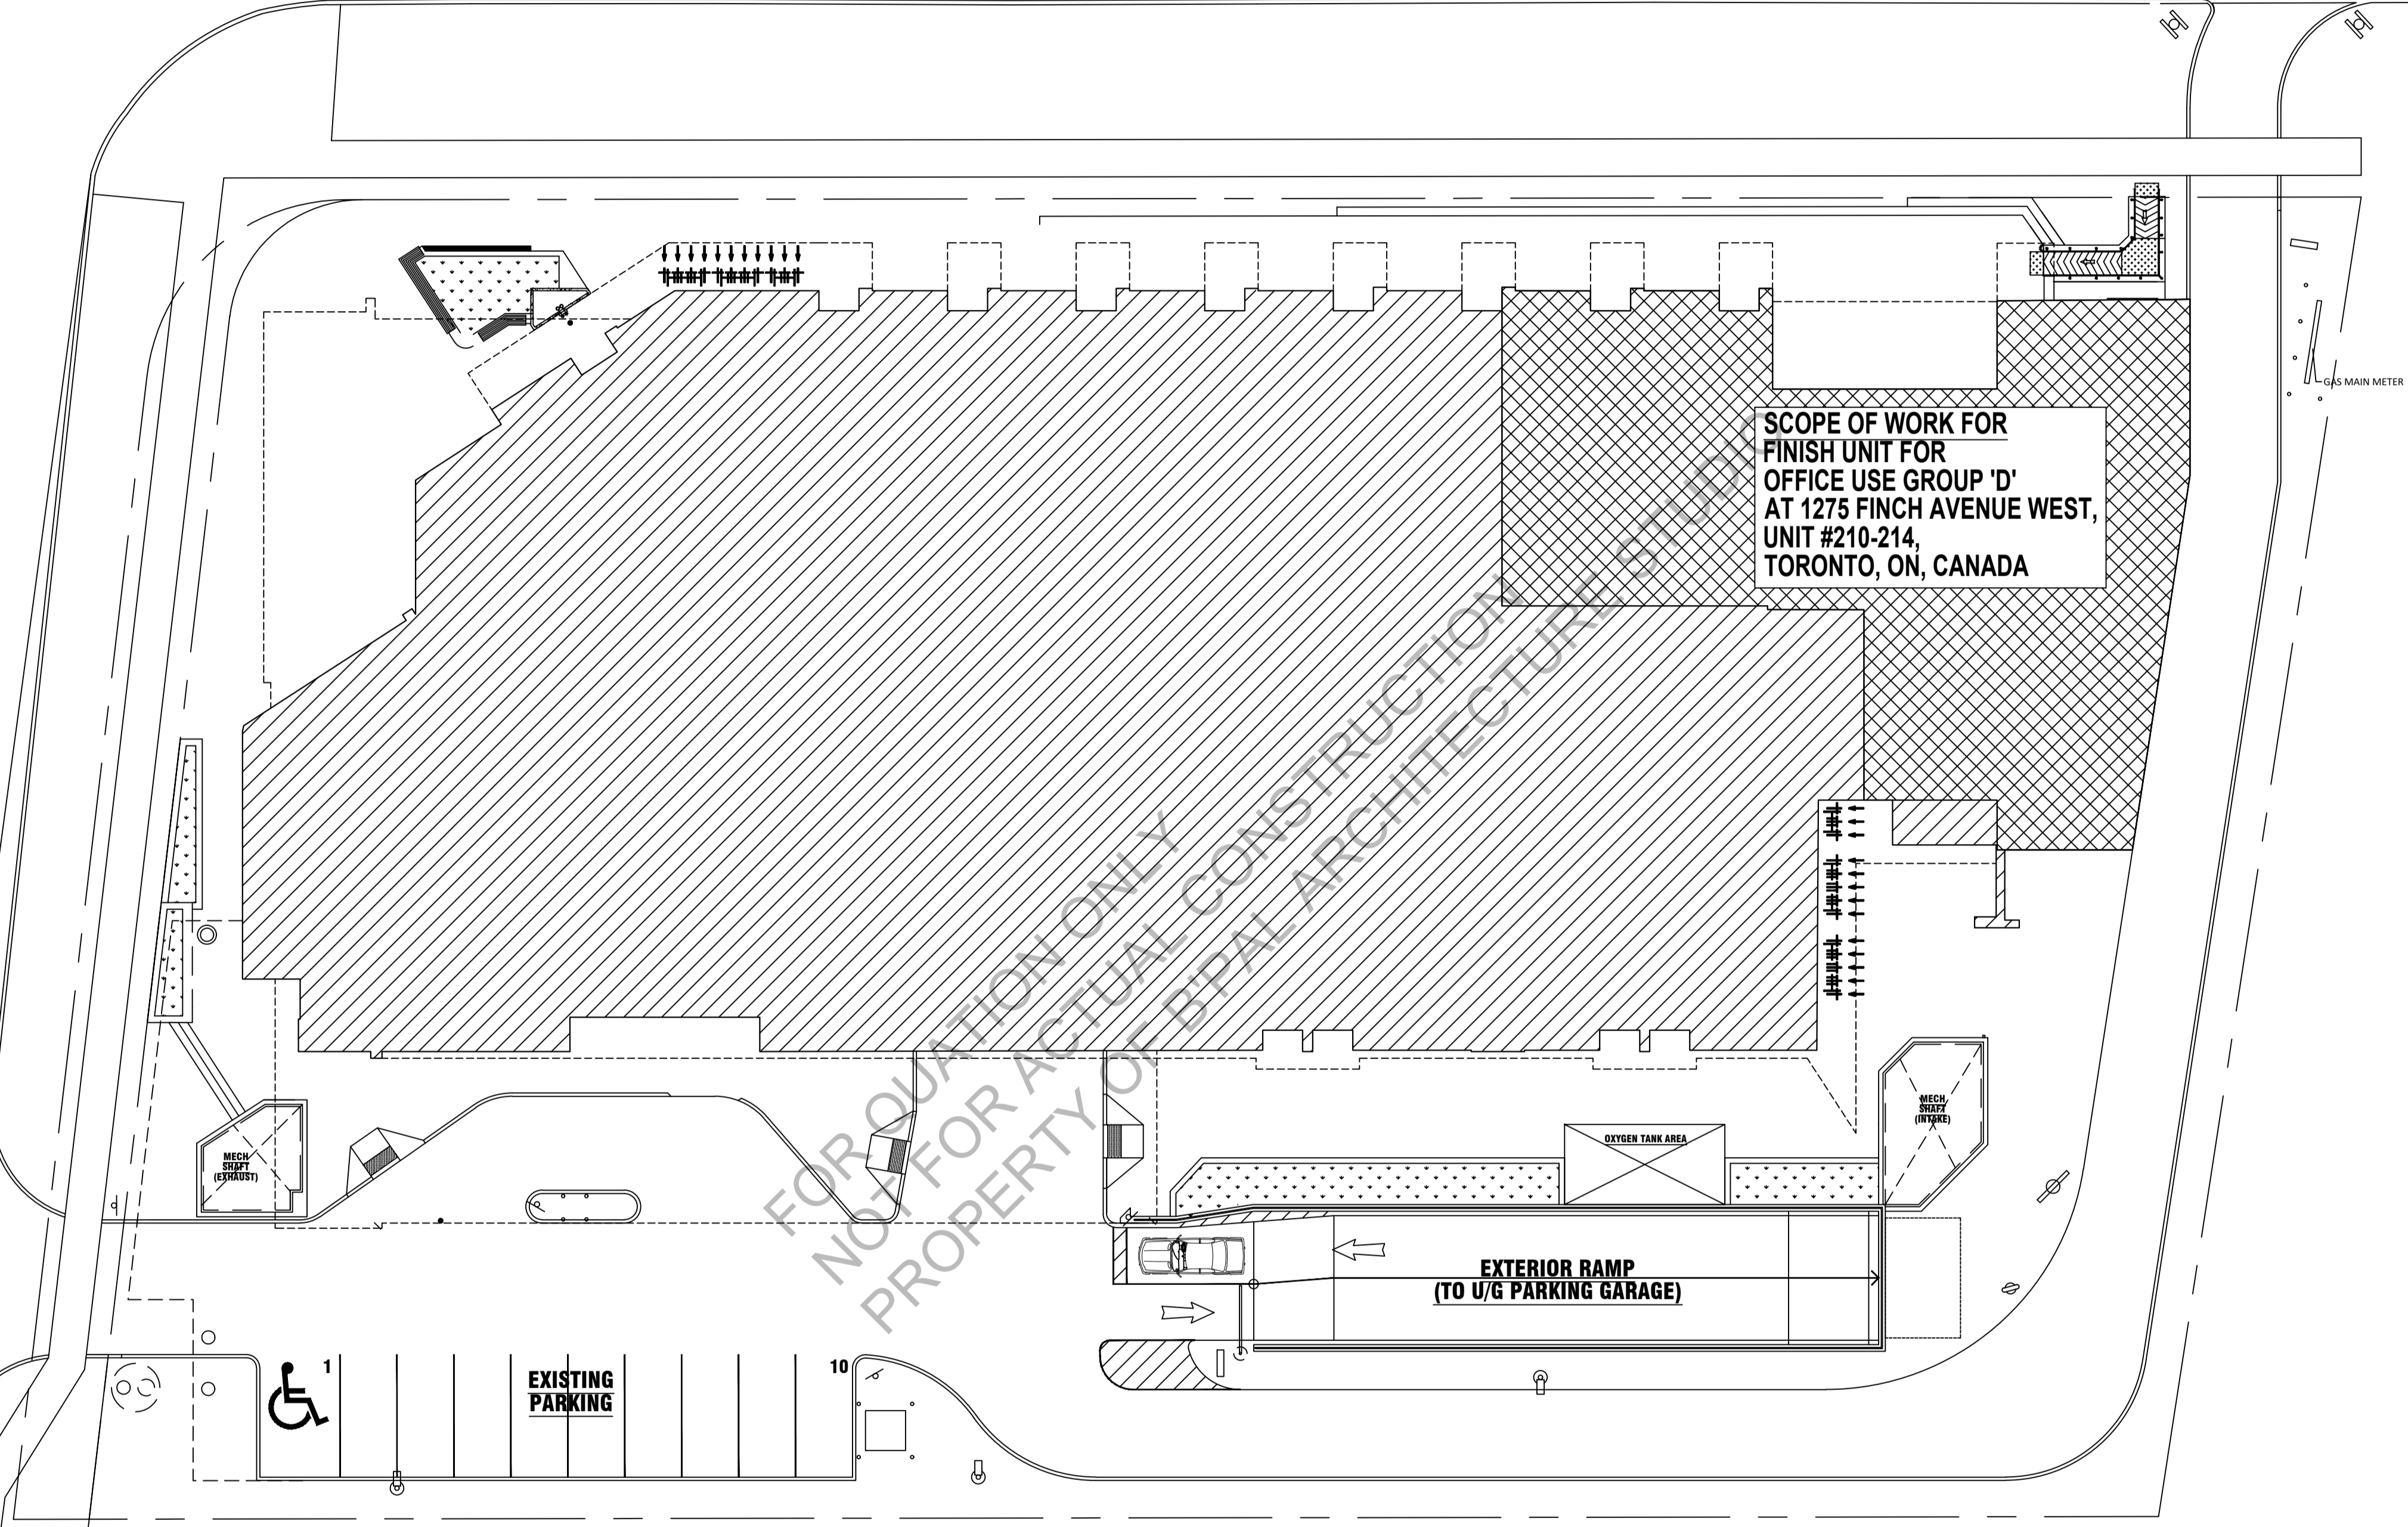 GAS MAIN METER
SCOPE OF WORK FOR
FINISH UNIT FOR
OFFICE USE GROUP 'D'
AT 1275 FINCH AVENUE WEST,
UNIT #210-214,
TORONTO, ON, CANADA
FOR QUATION ONLY
NOT FOR ACTUAL CONSTRUCTION
PROPERTY OF B'PAL ARCHITECTURE STUDIO
MECH
SHAFT
(INTAKE)
OXYGEN TANK AREA
MECH
SHAFT
(EXHAUST)
EXTERIOR RAMP
(TO U/G PARKING GARAGE)
1
10
EXISTING
PARKING